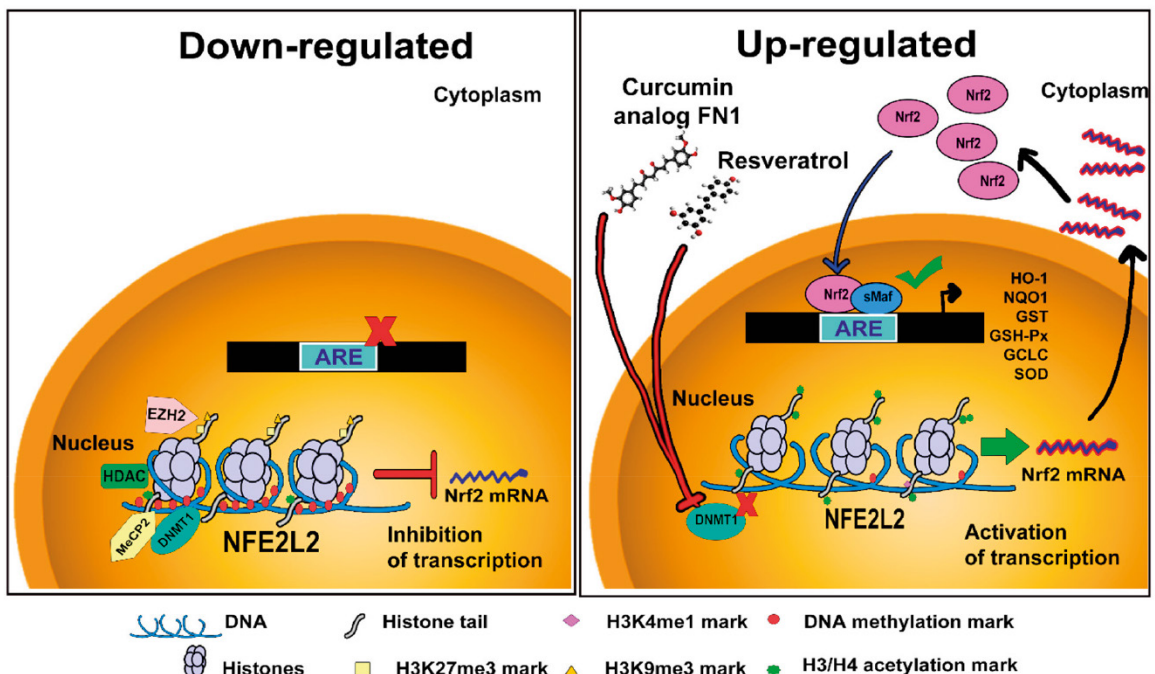 Down-regulated
Cytoplasm
ARE
X
EZH2
Nucleus
HDAC
MeCP2
DNMT1
NFE2L2
Nrf2 mRNA
Inhibition
of transcription
Up-regulated
Curcumin
analog FN1
Resveratrol
Nrf2
Nrf2
Nrf2
Nrf2
Cytoplasm
Nrf2
sMaf
ARE
HO-1
NQO1
GST
GSH-Px
GCLC
SOD
Nucleus
DNMT1
X
NFE2L2
Nrf2 mRNA
Activation
of transcription
DNA
Histone tail
H3K4me1 mark
DNA methylation mark
Histones
H3K27me3 mark
H3K9me3 mark
H3/H4 acetylation mark